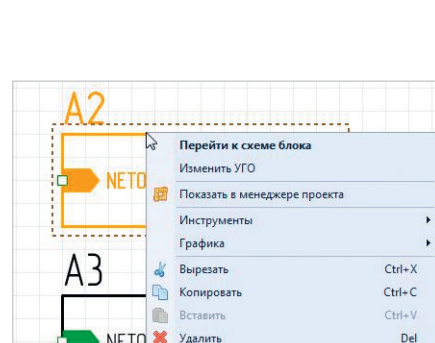 A2
NETO
Перейти к схеме блока
Изменить УГО
Показать в менеджере проекта
Инструменты
Графика
A3
Вырезать Ctrl+X
Копировать Ctrl+C
Вставить Ctrl+V
NETO
Удалить Del